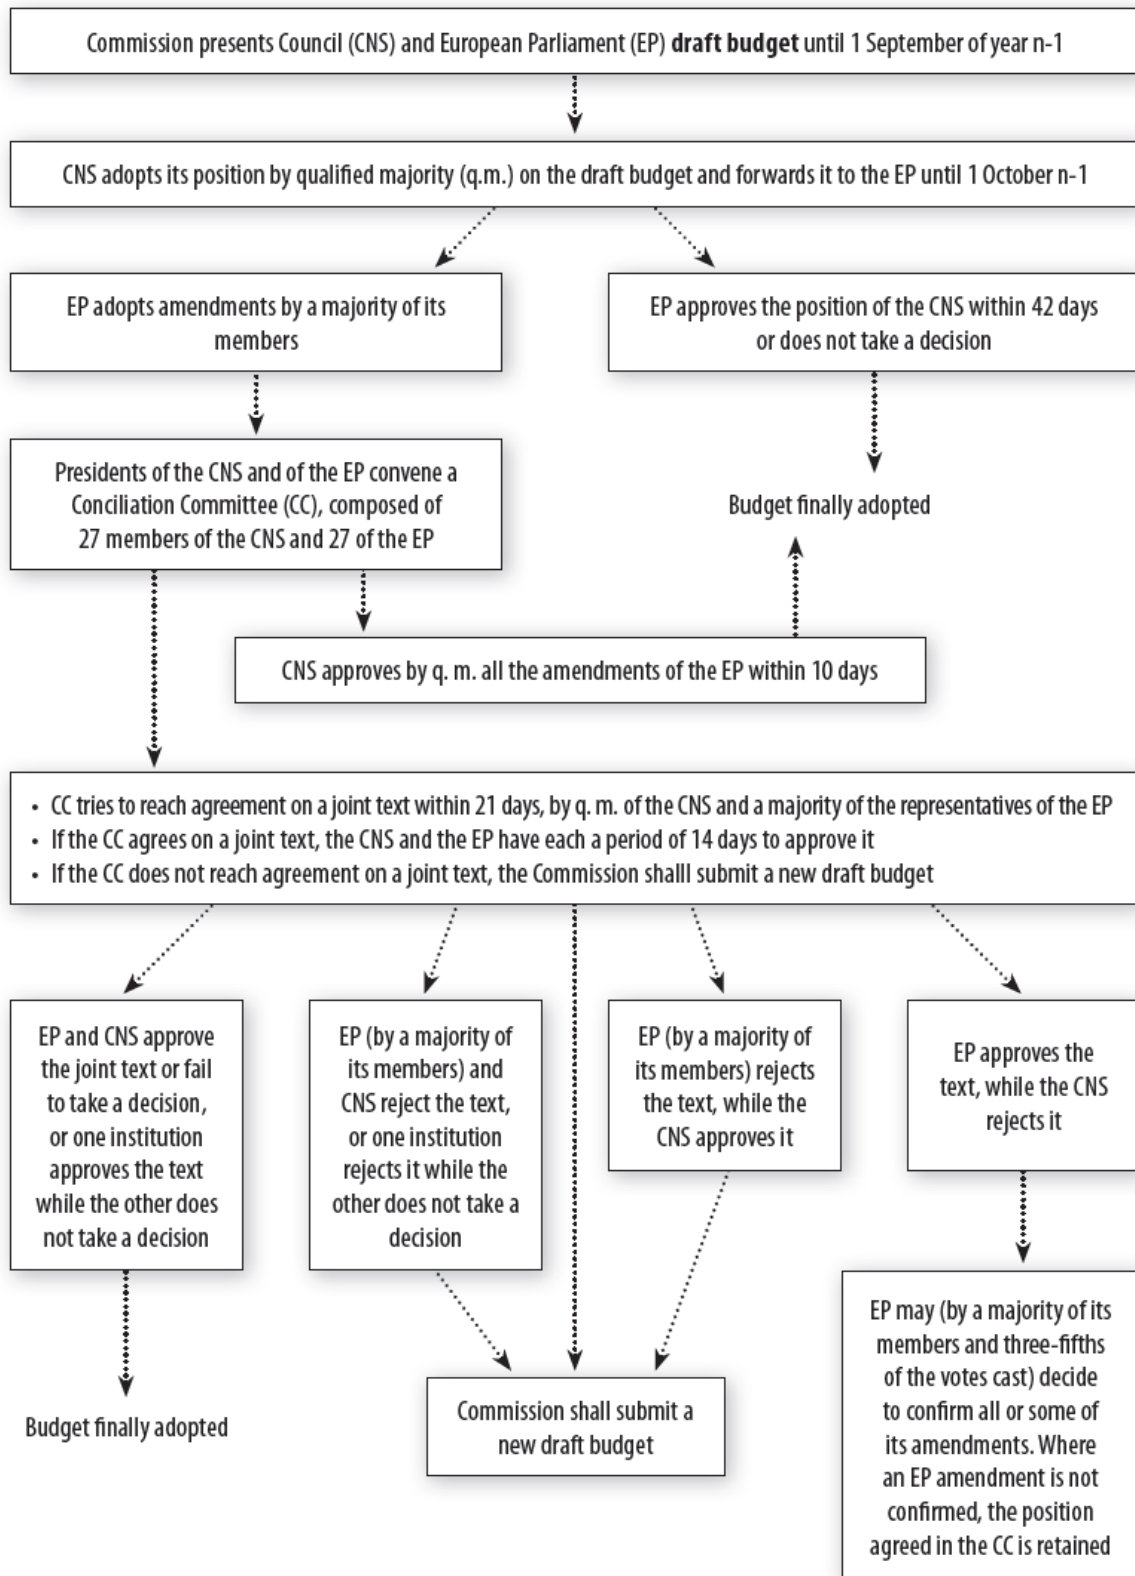 Commission presents Council (CNS) and European Parliament (EP) draft budget until 1 September of year n-1
CNS adopts its position by qualified majority (q.m.) on the draft budget and forwards it to the EP until 1 October n-1
EP adopts amendments by a majority of its
members
EP approves the position of the CNS within 42 days
or does not take a decision
Presidents of the CNS and of the EP convene a
Conciliation Committee (CC), composed of
27 members of the CNS and 27 of the EP
Budget finally adopted
CNS approves by q. m. all the amendments of the EP within 10 days
• CC tries to reach agreement on a joint text within 21 days, by q. m. of the CNS and a majority of the representatives of the EP
• If the CC agrees on a joint text, the CNS and the EP have each a period of 14 days to approve it
• If the CC does not reach agreement on a joint text, the Commission shalll submit a new draft budget
EP and CNS approve
the joint text or fail
to take a decision,
or one institution
approves the text
while the other does
not take a decision
EP (by a majority of
its members) and
CNS reject the text,
or one institution
rejects it while the
other does not take a
decision
EP (by a majority of
its members) rejects
the text, while the
CNS approves it
EP approves the
text, while the CNS
rejects it
Budget finally adopted
Commission shall submit a
new draft budget
EP may (by a majority of its
members and three-fifths
of the votes cast) decide
to confirm all or some of
its amendments. Where
an EP amendment is not
confirmed, the position
agreed in the CC is retained